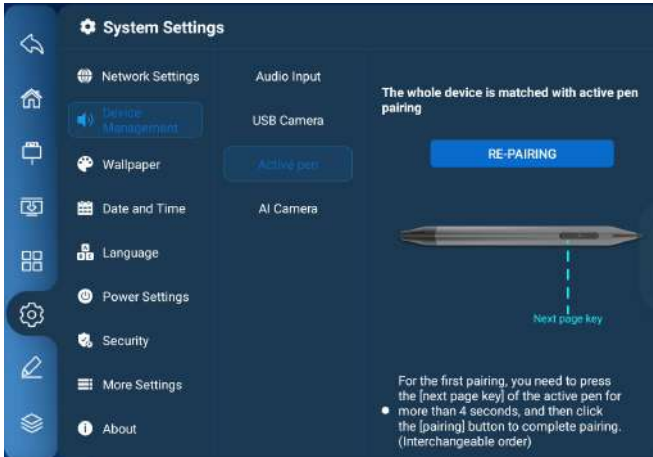 System Settings
Network Settings
Device
Management
Wallpaper
Date and Time
Language
Power Settings
Security
More Settings
About
Audio Input
USB Camera
Active pen
AI Camera
The whole device is matched with active pen
pairing
RE-PAIRING
Next page key
For the first pairing, you need to press
the [next page key] of the active pen for
more than 4 seconds, and then click
the [pairing] button to complete pairing.
(Interchangeable order)